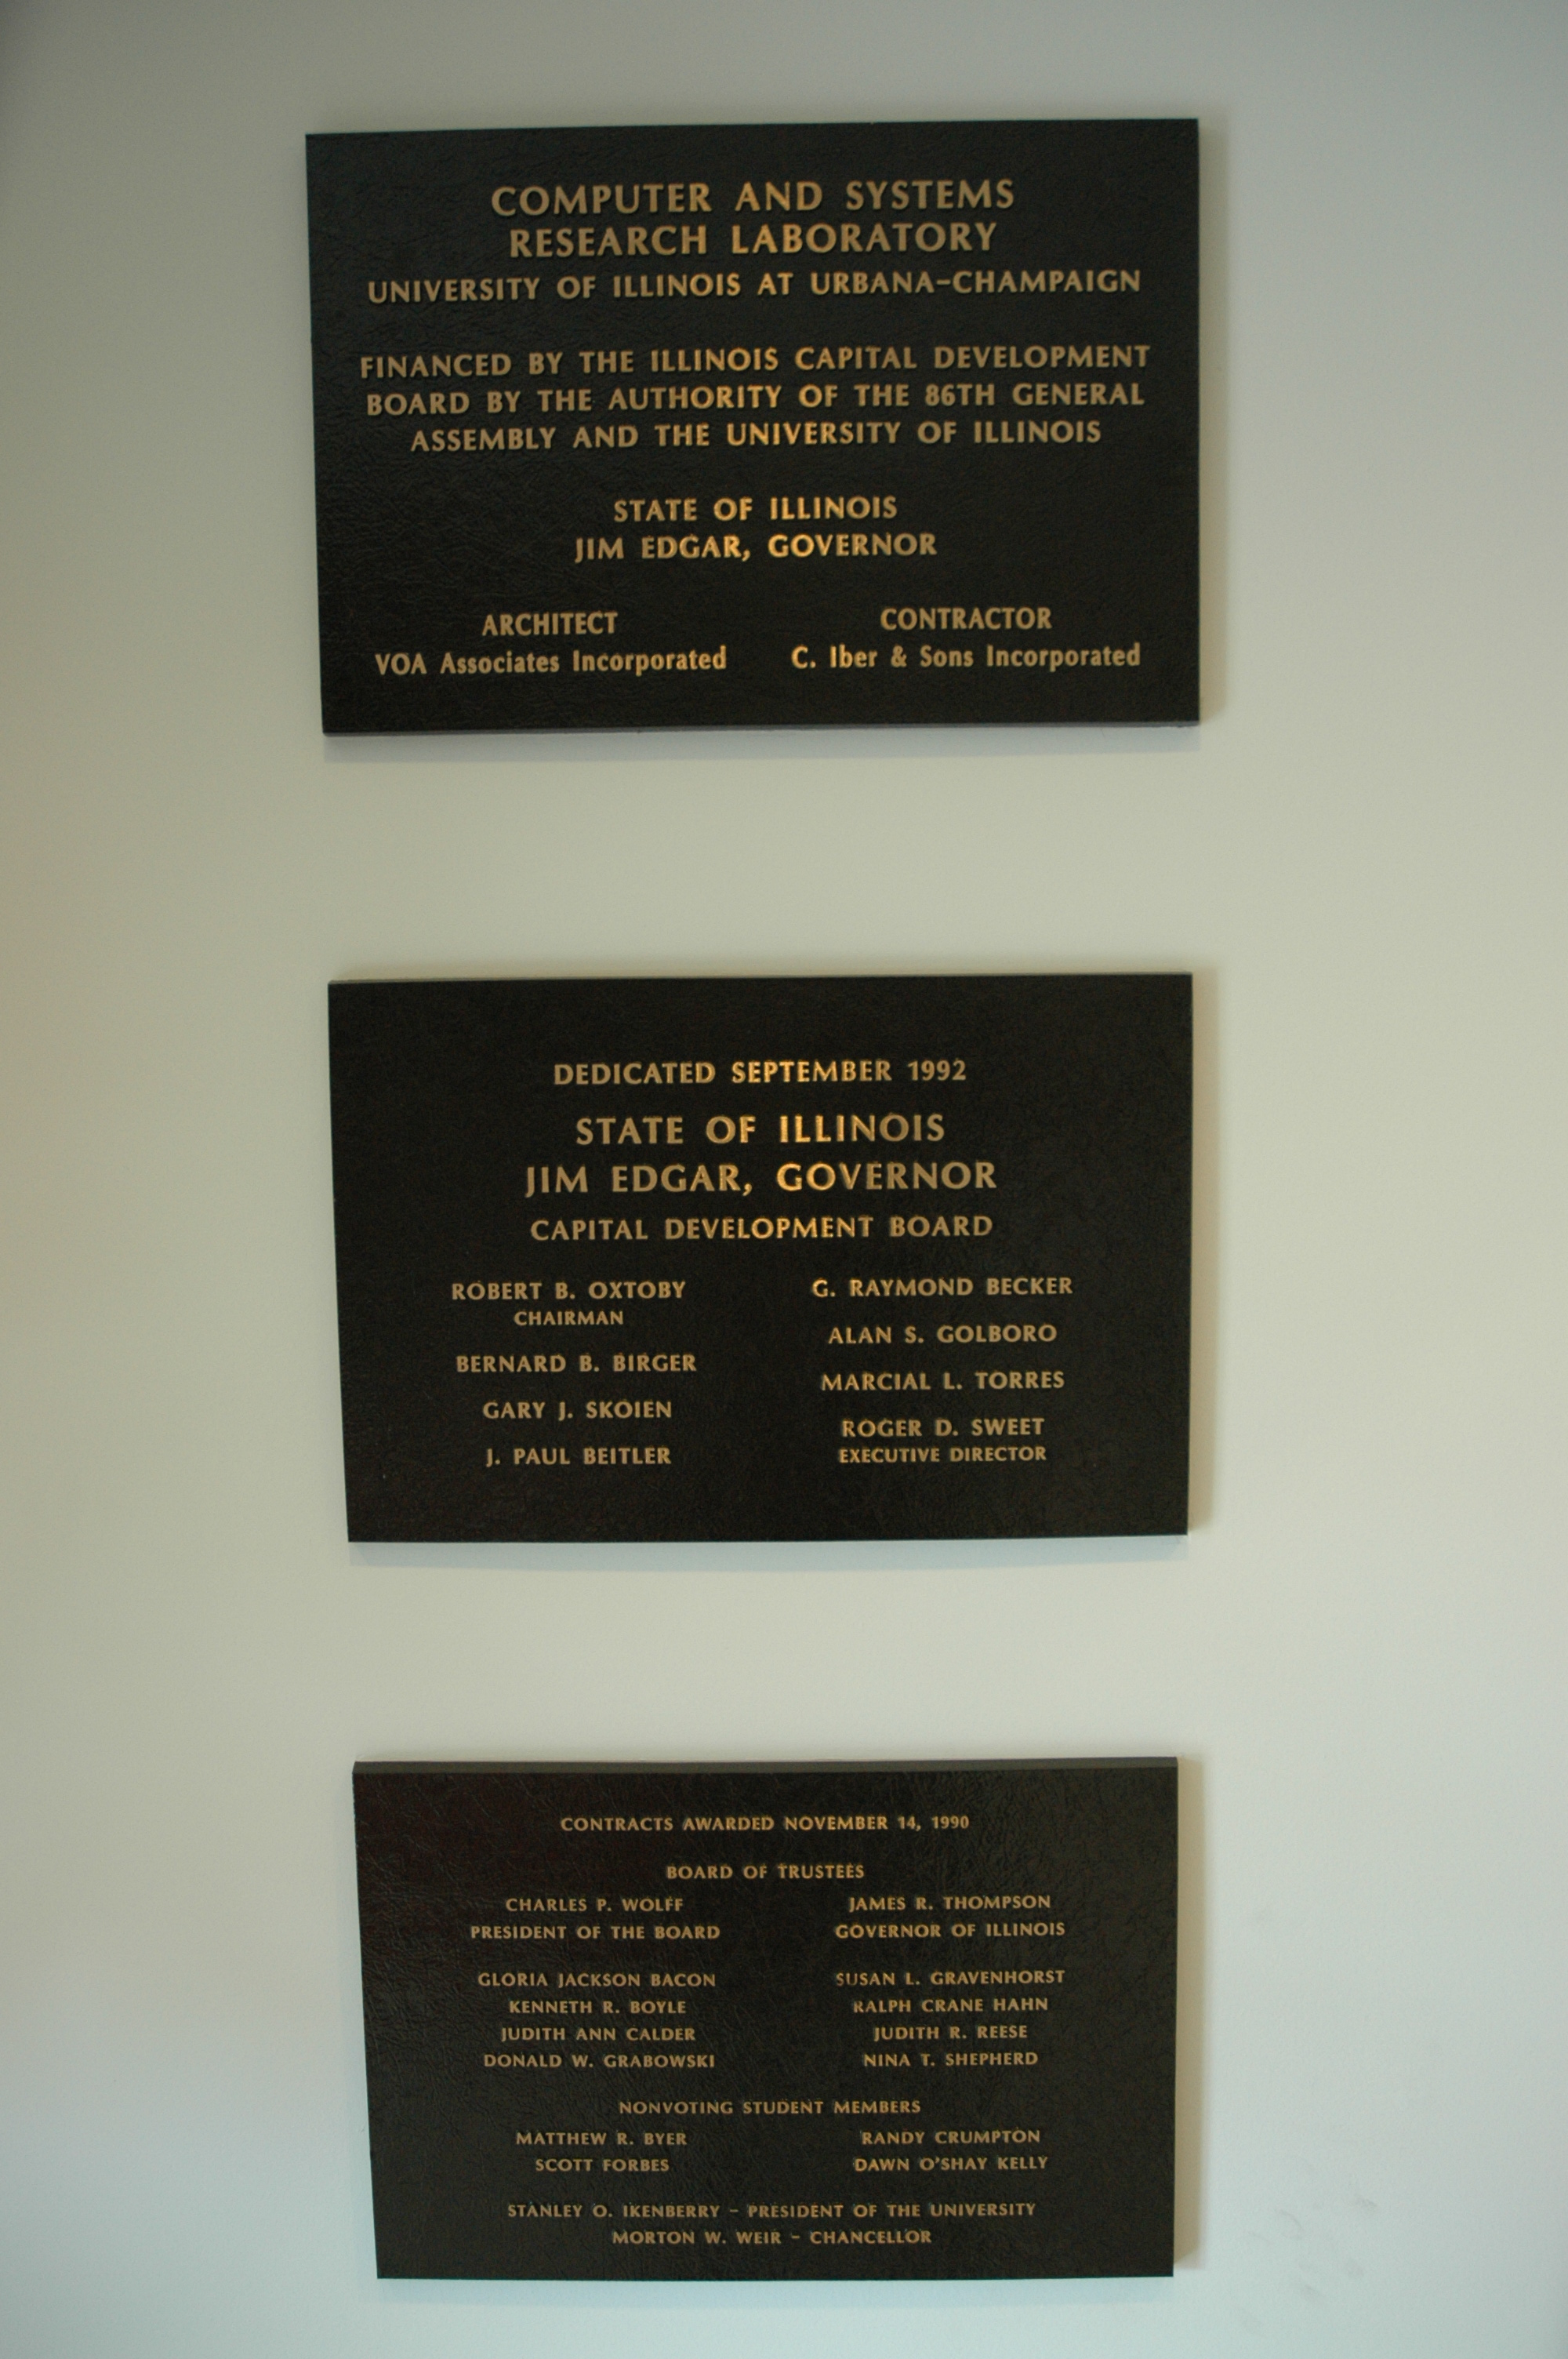 COMPUTER AND SYSTEMS
RESEARCH LABORATORY
UNIVERSITY OF ILLINOIS AT URBANA-CHAMPAIGN
FINANCED BY THE ILLINOIS CAPITAL DEVELOPMENT
BOARD BY THE AUTHORITY OF THE 86TH GENERAL
ASSEMBLY AND THE UNIVERSITY OF ILLINOIS
STATE OF ILLINOIS
JIM EDGAR, GOVERNOR
ARCHITECT
VOA Associates Incorporated
CONTRACTOR
C. Iber & Sons Incorporated
DEDICATED SEPTEMBER 1992
STATE OF ILLINOIS
JIM EDGAR, GOVERNOR
CAPITAL DEVELOPMENT BOARD
ROBERT B. OXTOBY
CHAIRMAN
BERNARD B. BIRGER
GARY J. SKOIEN
J. PAUL BEITLER
G. RAYMOND BECKER
ALAN S. GOLBORO
MARCIAL L. TORRES
ROGER D. SWEET
EXECUTIVE DIRECTOR
CONTRACTS AWARDED NOVEMBER 14, 1990
BOARD OF TRUSTEES
CHARLES P. WOLFF
PRESIDENT OF THE BOARD
JAMES R. THOMPSON
GOVERNOR OF ILLINOIS
GLORIA JACKSON BACON
KENNETH R. BOYLE
JUDITH ANN CALDER
DONALD W. GRABOWSKI
SUSAN L. GRAVENHORST
RALPH CRANE HAHN
JUDITH R. REESE
NINA T. SHEPHERD
NONVOTING STUDENT MEMBERS
MATTHEW R. BYER
SCOTT FORBES
RANDY CRUMPTON
DAWN O'SHAY KELLY
STANLEY O. IKENBERRY - PRESIDENT OF THE UNIVERSITY
MORTON W. WEIR - CHANCELLOR